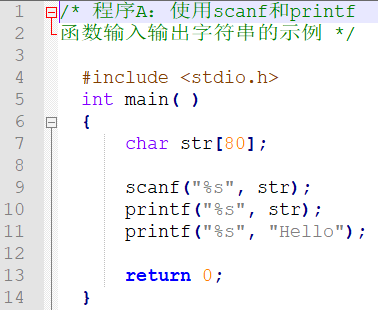 1 /* 程序A: 使用scanf和printf
2 函数输入输出字符串的示例 */
3
4 #include <stdio.h>
5 int main( )
6 {
7 char str[80];
8
9 scanf("%s", str);
10 printf("%s", str);
11 printf("%s", "Hello");
12
13 return 0;
14 }